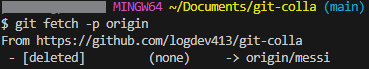 MINGW64 ~/Documents/git-colla (main)
$ git fetch -p origin
From https://github.com/logdev413/git-colla
 - [deleted]         (none)     -> origin/messi